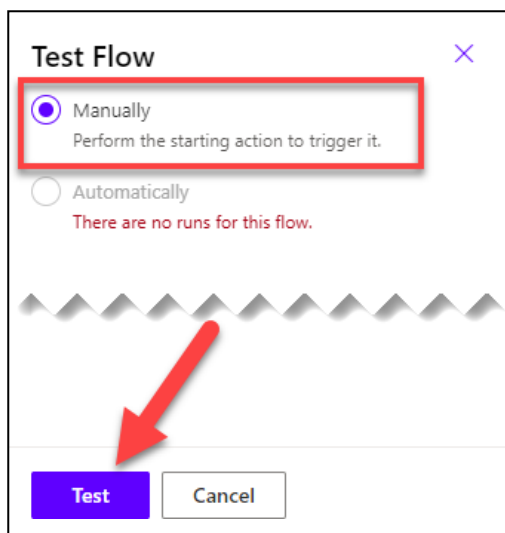 Test Flow
Manually
Perform the starting action to trigger it.
Automatically
There are no runs for this flow.
Test
Cancel